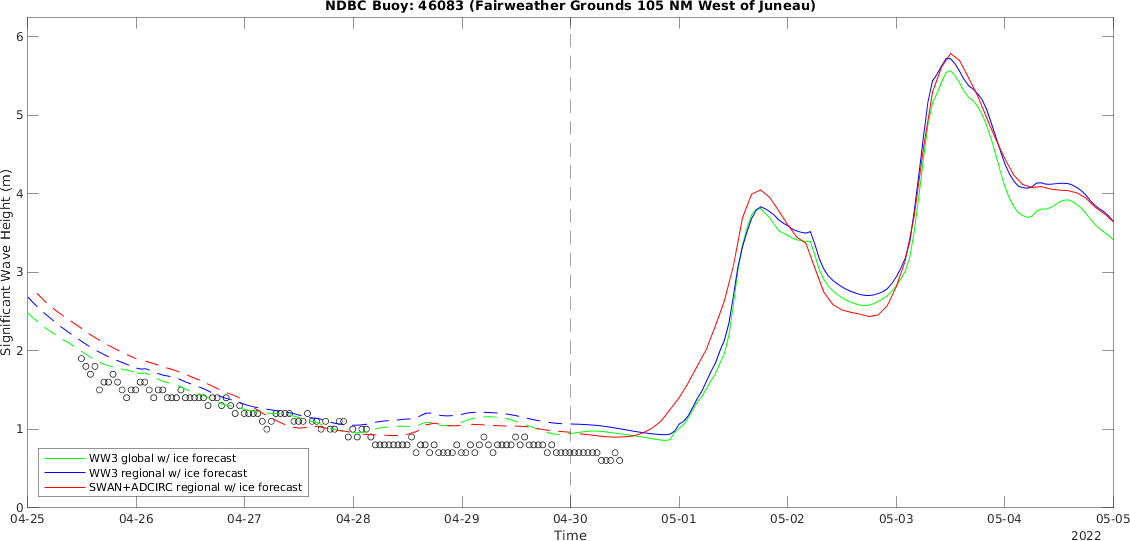 NDBC Buoy: 46083 (Fairweather Grounds 105 NM West of Juneau)
Significant Wave Height (m)
6
5
4
3
2
1
0
WW3 global w/ ice forecast
WW3 regional w/ ice forecast
SWAN+ADCIRC regional w/ ice forecast
04-25 04-26 04-27 04-28 04-29 04-30 05-01 05-02 05-03 05-04 05-05
Time
2022